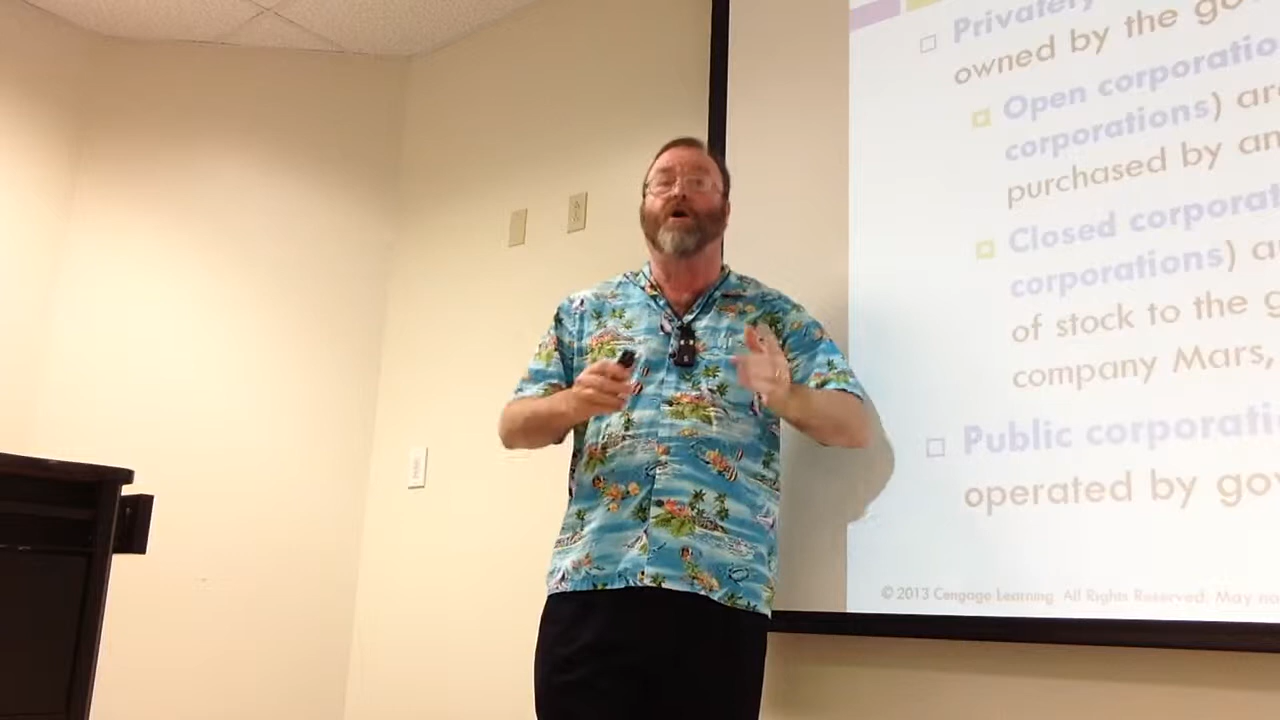 Privately
owned by the go
Open corporatio
corporations) are
purchased by an
Closed corporat
corporations) a
of stock to the g
company Mars,
Public corporati
operated by gov
© 2013 Cengage Learning. All Rights Reserved. May no